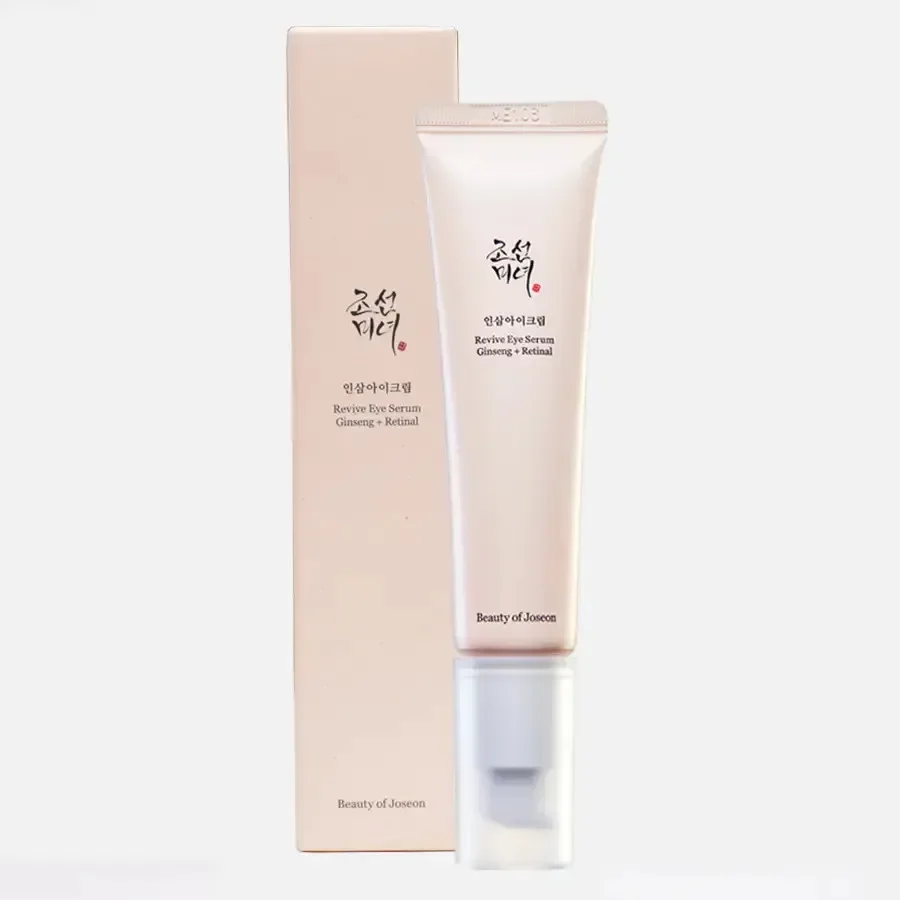 조선
미녀
인삼아이크림
Revive Eye Serum
Ginseng + Retinal
Beauty of Joseon
조선
미녀
인삼아이크림
Revive Eye Serum
Ginseng + Retinal
Beauty of Joseon